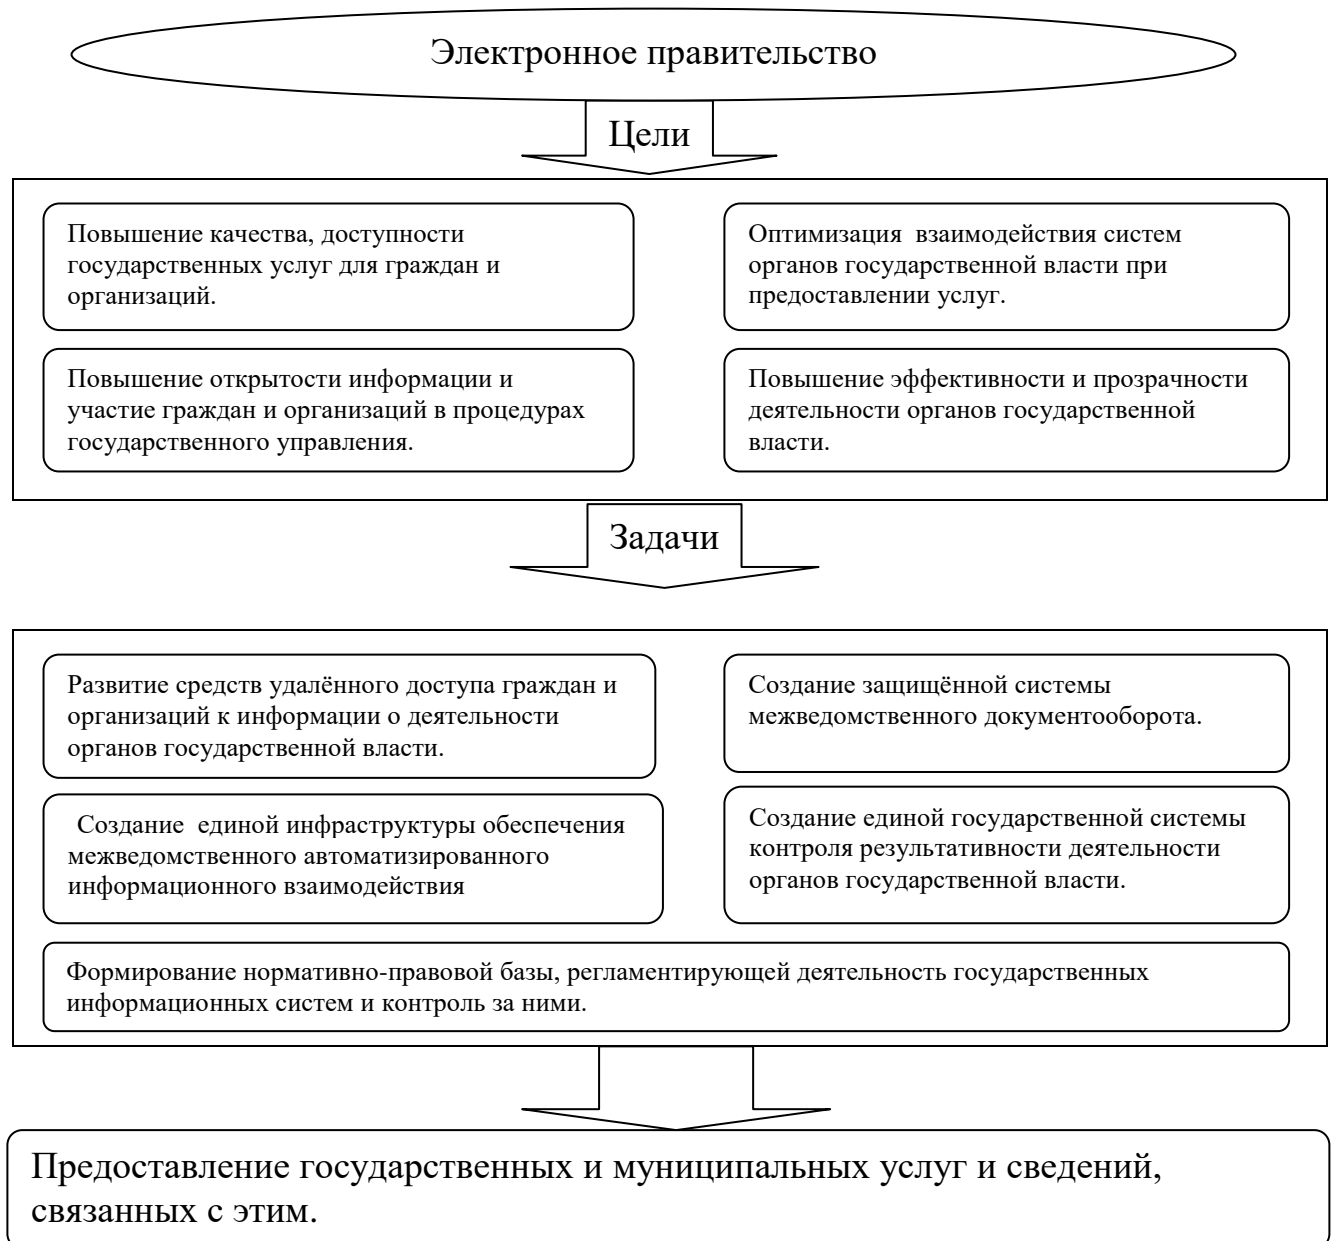 Электронное правительство
Цели
Повышение качества, доступности
государственных услуг для граждан и
организаций.
Оптимизация  взаимодействия систем
органов государственной власти при
предоставлении услуг.
Повышение открытости информации и
участие граждан и организаций в процедурах
государственного управления.
Повышение эффективности и прозрачности
деятельности органов государственной
власти.
Задачи
Развитие средств удалённого доступа граждан и
организаций к информации о деятельности
органов государственной власти.
Создание защищённой системы
межведомственного документооборота.
Создание  единой инфраструктуры обеспечения
межведомственного автоматизированного
информационного взаимодействия
Создание единой государственной системы
контроля результативности деятельности
органов государственной власти.
Формирование нормативно-правовой базы, регламентирующей деятельность государственных
информационных систем и контроль за ними.
Предоставление государственных и муниципальных услуг и сведений,
связанных с этим.